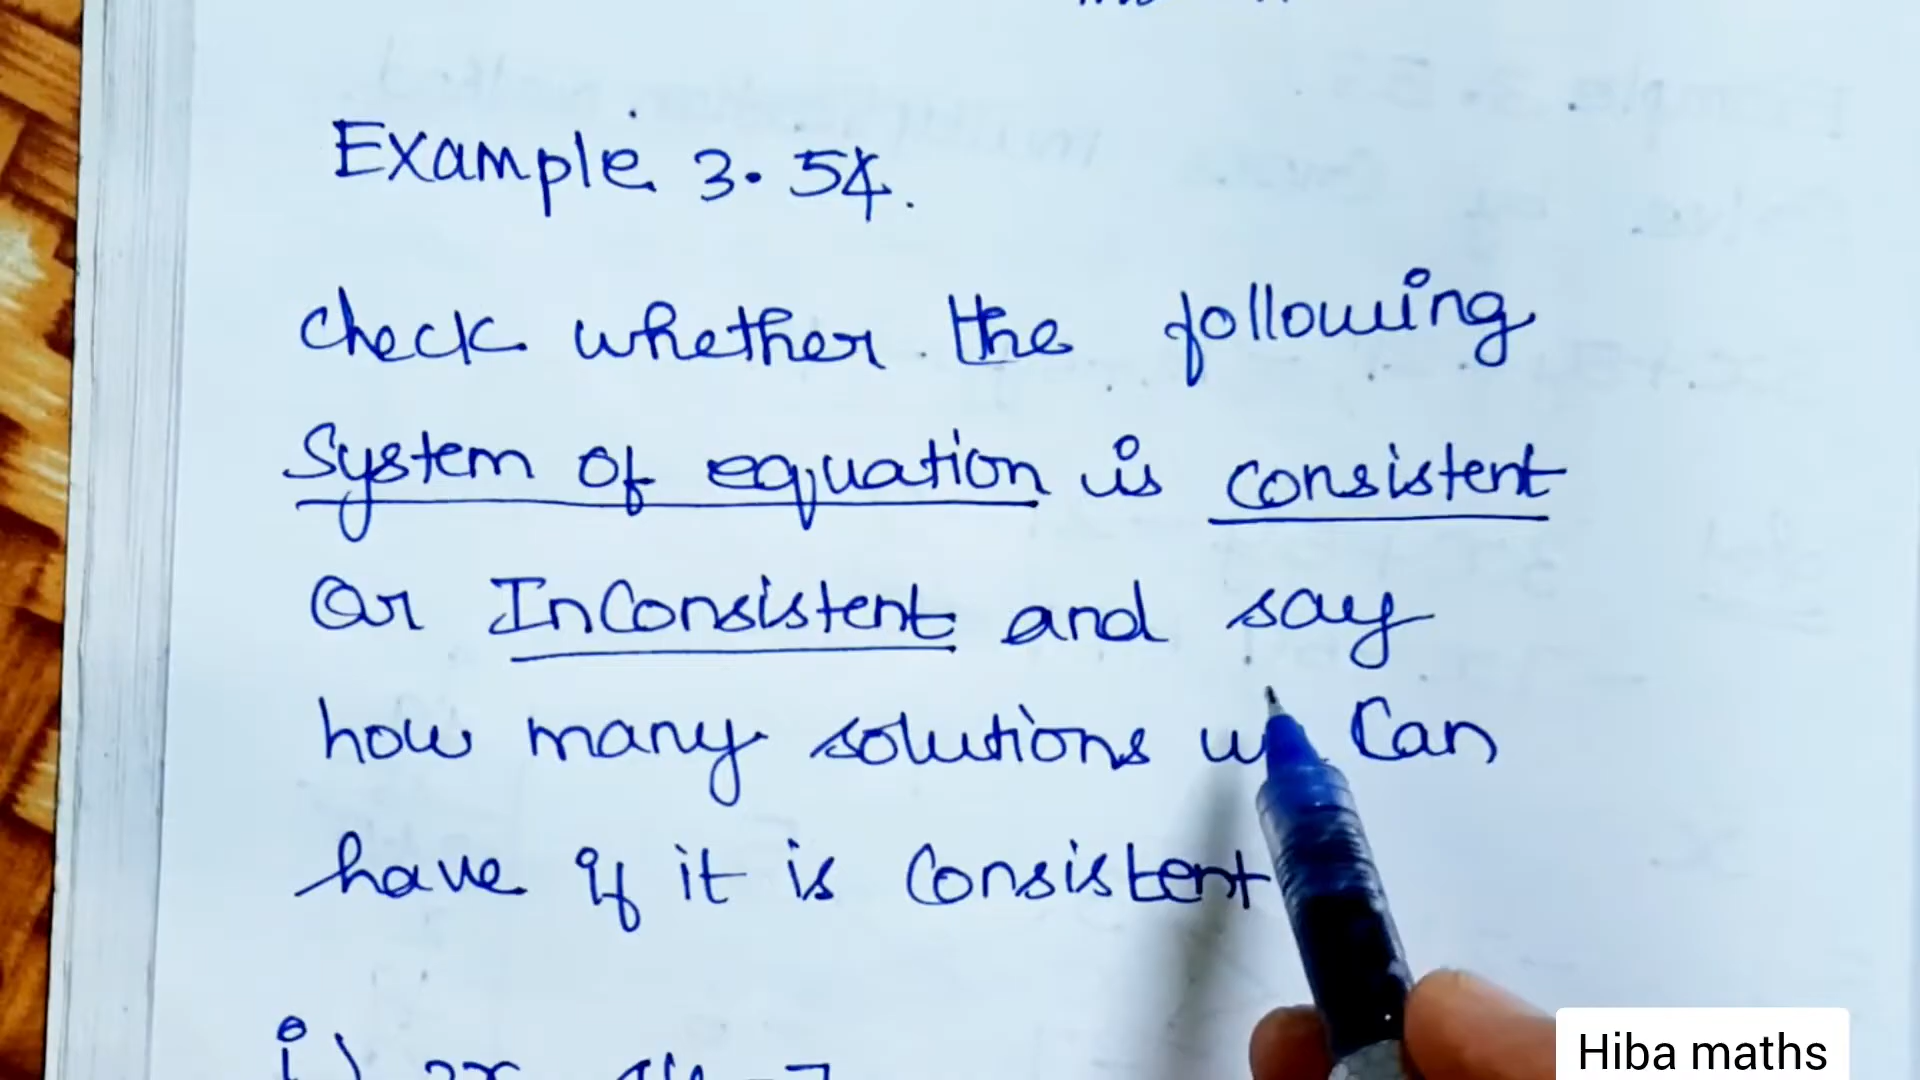 Example 3.54.
Check whether the following
System of equation is consistent
Or InConsistent and say
how many solutions we can
have if it is Consistent
i)
Hiba maths